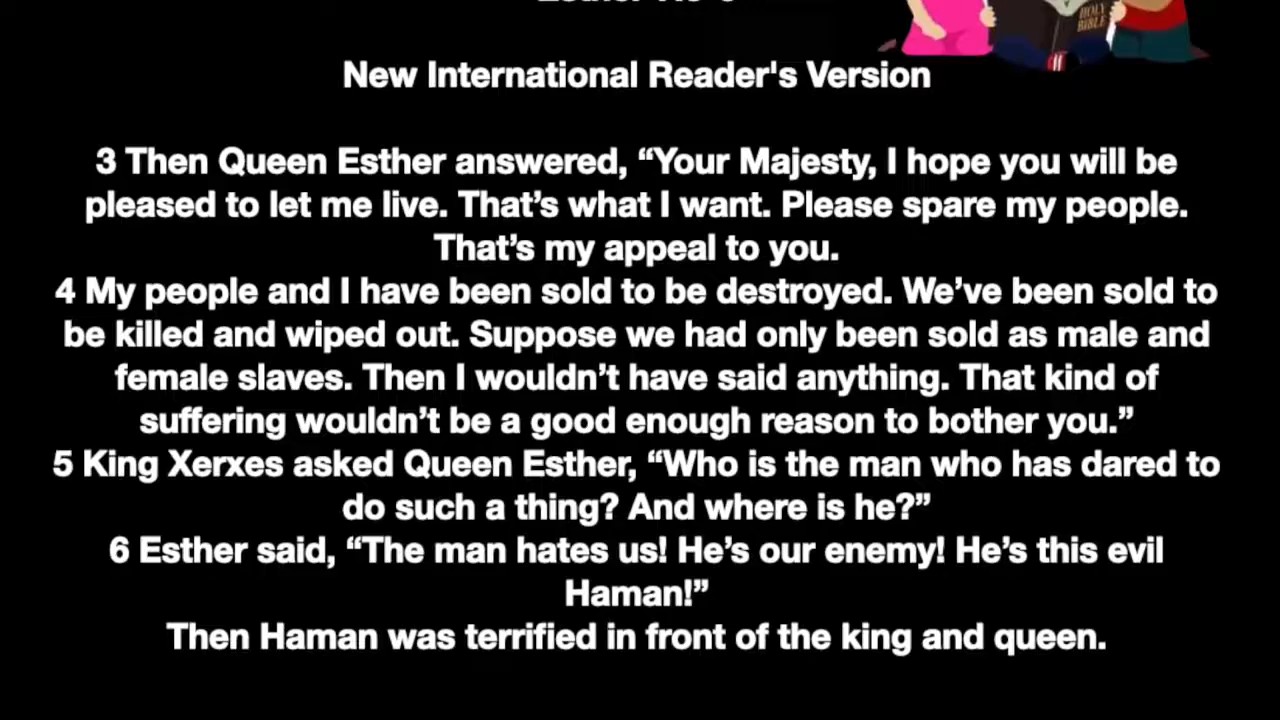 New International Reader's Version
3 Then Queen Esther answered, “Your Majesty, I hope you will be
pleased to let me live. That’s what I want. Please spare my people.
That’s my appeal to you.
4 My people and I have been sold to be destroyed. We’ve been sold to
be killed and wiped out. Suppose we had only been sold as male and
female slaves. Then I wouldn’t have said anything. That kind of
suffering wouldn’t be a good enough reason to bother you.”
5 King Xerxes asked Queen Esther, “Who is the man who has dared to
do such a thing? And where is he?”
6 Esther said, “The man hates us! He’s our enemy! He’s this evil
Haman!”
Then Haman was terrified in front of the king and queen.
HOLY
BIBLE